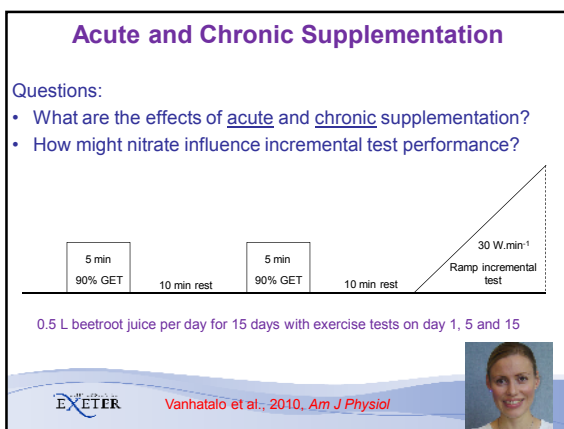 Acute and Chronic Supplementation
Questions:
• What are the effects of acute and chronic supplementation?
• How might nitrate influence incremental test performance?
5 min
90% GET
10 min rest
5 min
90% GET
10 min rest
30 W.min-1
Ramp incremental
test
0.5 L beetroot juice per day for 15 days with exercise tests on day 1, 5 and 15
EXETER
Vanhatalo et al., 2010, Am J Physiol